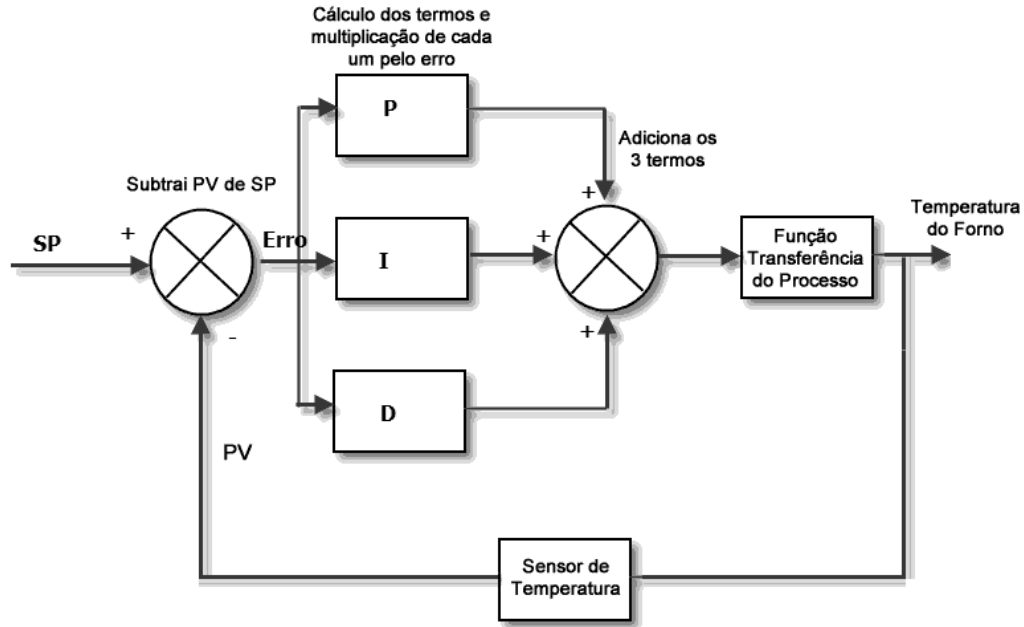 Cálculo dos termos e
multiplicação de cada
um pelo erro
P
Adiciona os
3 termos
Subtrai PV de SP
+
SP
+
Erro
I
+
Função
Transferência
do Processo
Temperatura
do Forno
-
+
D
PV
Sensor de
Temperatura